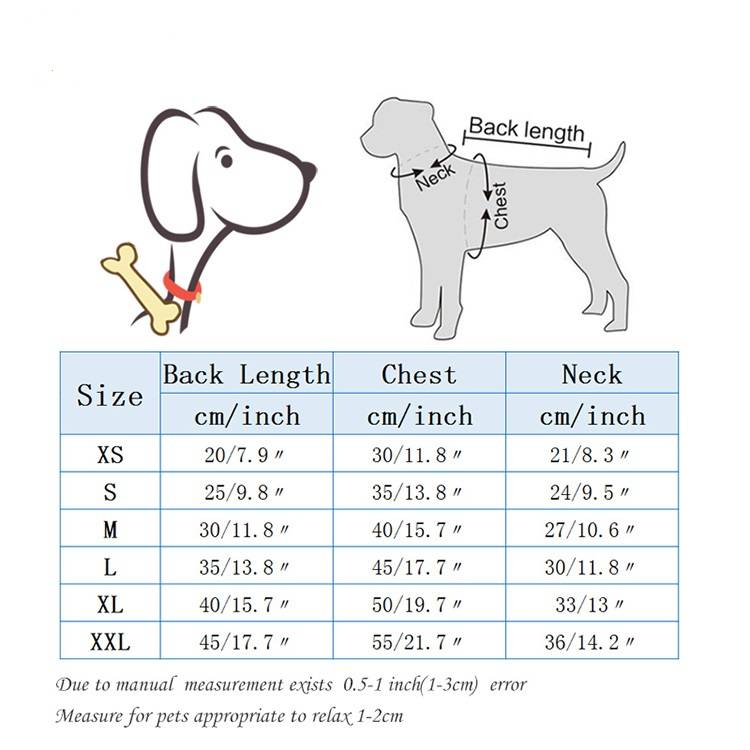 Back length
Neck
Chest
Size Back Length Chest Neck
cm/inch cm/inch cm/inch
XS 20/7.9″ 30/11.8″ 21/8.3″
S 25/9.8″ 35/13.8″ 24/9.5″
M 30/11.8″ 40/15.7″ 27/10.6″
L 35/13.8″ 45/17.7″ 30/11.8″
XL 40/15.7″ 50/19.7″ 33/13″
XXL 45/17.7″ 55/21.7″ 36/14.2″
Due to manual measurement exists 0.5-1 inch(1-3cm) error
Measure for pets appropriate to relax 1-2cm